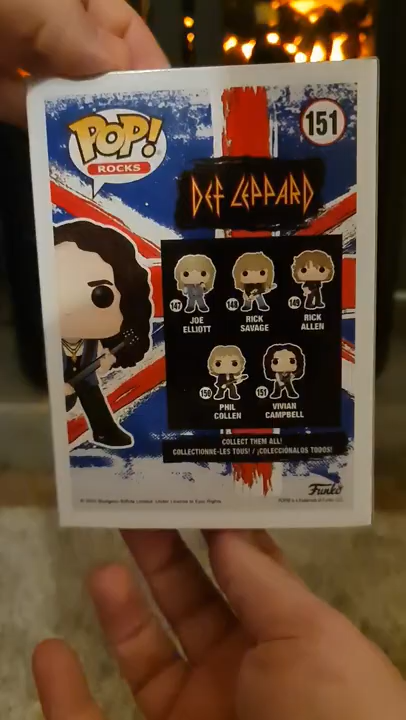 POP!
ROCKS
151
DEF LEPPARD
147
148
149
JOE
ELLIOTT
RICK
SAVAGE
RICK
ALLEN
150
151
PHIL
COLLEN
VIVIAN
CAMPBELL
COLLECT THEM ALL!
COLLECTIONNE-LES TOUS! / ¡COLECCIÓNALOS TODOS!
Funko